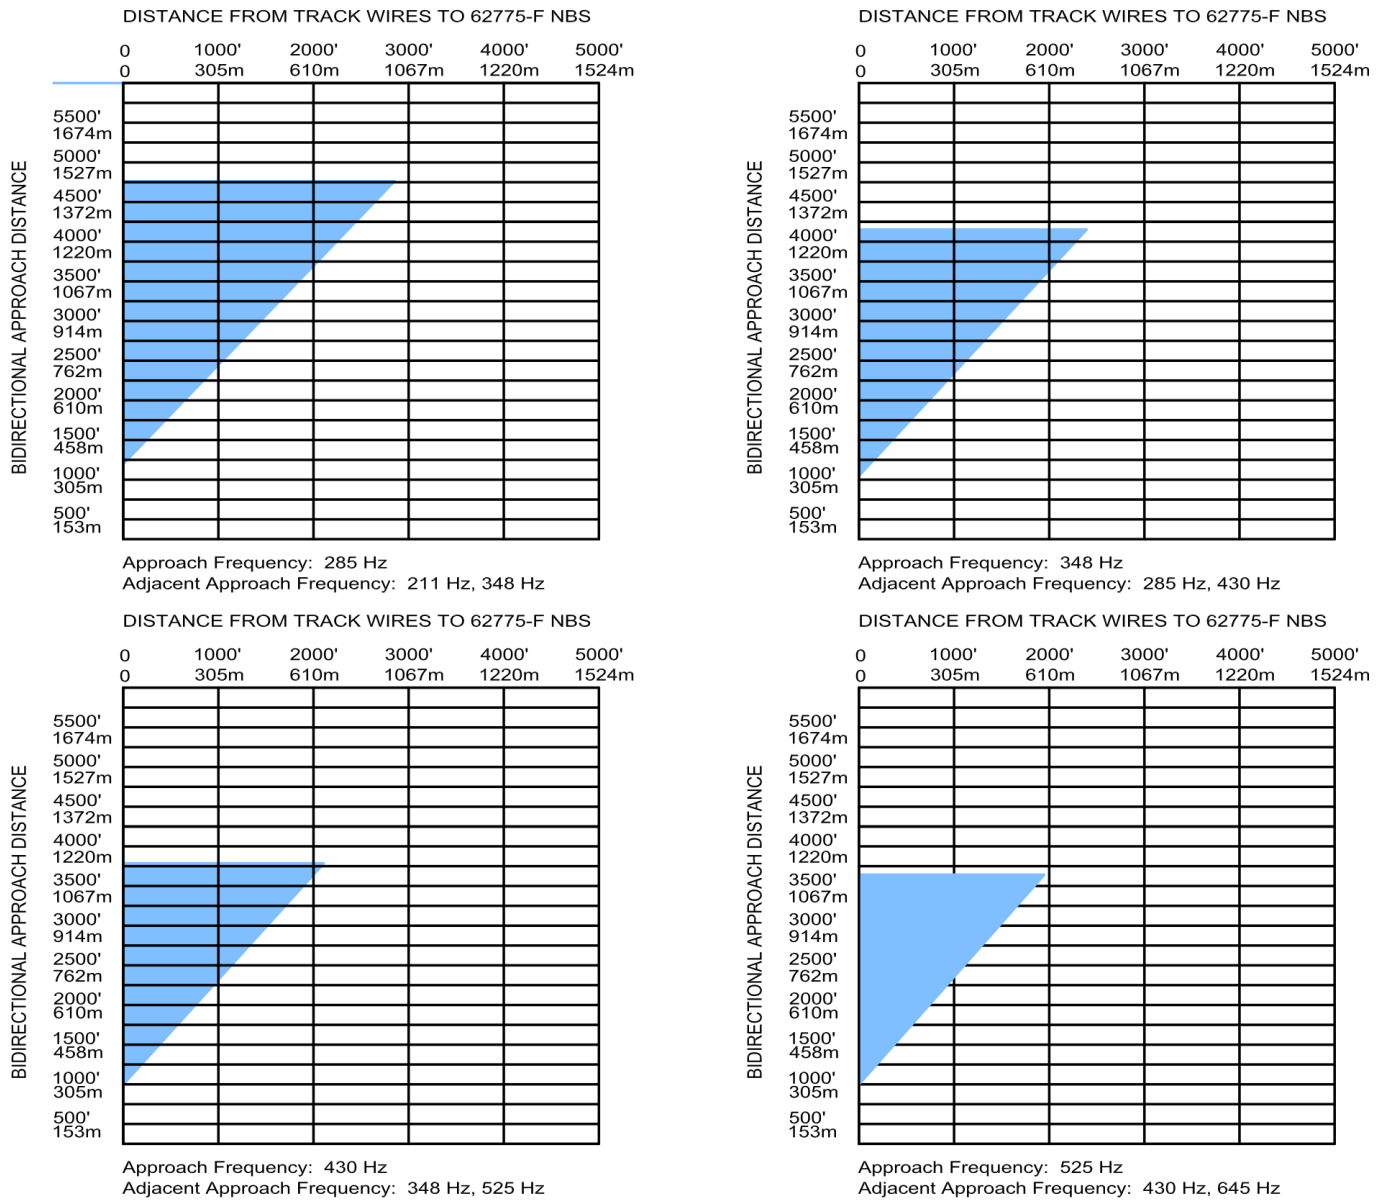 DISTANCE FROM TRACK WIRES TO 62775-F NBS
0 1000' 2000' 3000' 4000' 5000'
0 305m 610m 1067m 1220m 1524m
BIDIRECTIONAL APPROACH DISTANCE
5500'
1674m
5000'
1527m
4500'
1372m
4000'
1220m
3500'
1067m
3000'
914m
2500'
762m
2000'
610m
1500'
458m
1000'
305m
500'
153m
Approach Frequency: 285 Hz
Adjacent Approach Frequency: 211 Hz, 348 Hz
DISTANCE FROM TRACK WIRES TO 62775-F NBS
0 1000' 2000' 3000' 4000' 5000'
0 305m 610m 1067m 1220m 1524m
BIDIRECTIONAL APPROACH DISTANCE
5500'
1674m
5000'
1527m
4500'
1372m
4000'
1220m
3500'
1067m
3000'
914m
2500'
762m
2000'
610m
1500'
458m
1000'
305m
500'
153m
Approach Frequency: 348 Hz
Adjacent Approach Frequency: 285 Hz, 430 Hz
DISTANCE FROM TRACK WIRES TO 62775-F NBS
0 1000' 2000' 3000' 4000' 5000'
0 305m 610m 1067m 1220m 1524m
BIDIRECTIONAL APPROACH DISTANCE
5500'
1674m
5000'
1527m
4500'
1372m
4000'
1220m
3500'
1067m
3000'
914m
2500'
762m
2000'
610m
1500'
458m
1000'
305m
500'
153m
Approach Frequency: 430 Hz
Adjacent Approach Frequency: 348 Hz, 525 Hz
DISTANCE FROM TRACK WIRES TO 62775-F NBS
0 1000' 2000' 3000' 4000' 5000'
0 305m 610m 1067m 1220m 1524m
BIDIRECTIONAL APPROACH DISTANCE
5500'
1674m
5000'
1527m
4500'
1372m
4000'
1220m
3500'
1067m
3000'
914m
2500'
762m
2000'
610m
1500'
458m
1000'
305m
500'
153m
Approach Frequency: 525 Hz
Adjacent Approach Frequency: 430 Hz, 645 Hz